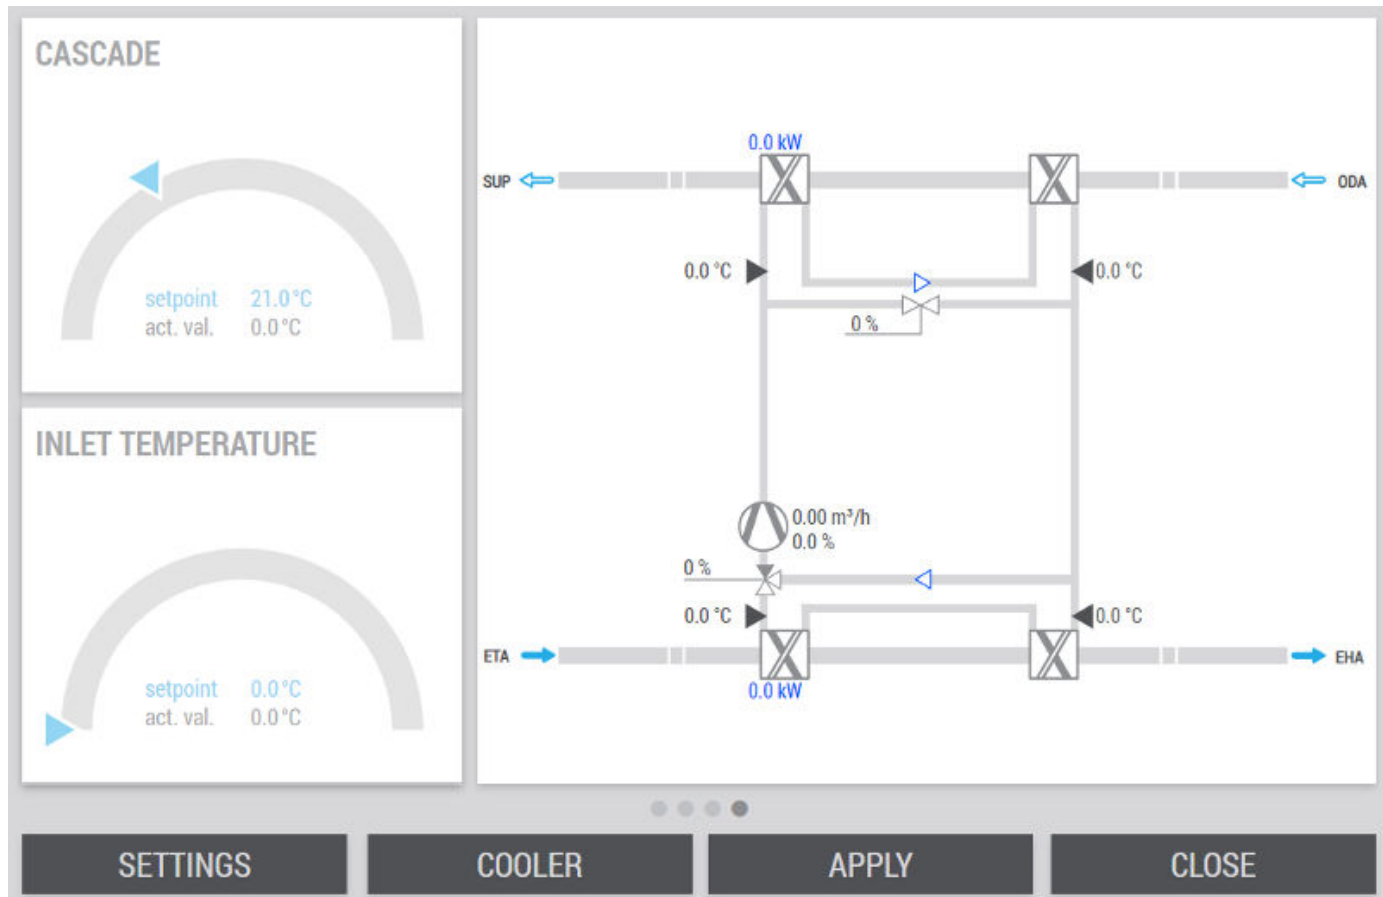 CASCADE
setpoint 21.0 °C
act. val. 0.0 °C
INLET TEMPERATURE
setpoint 0.0 °C
act. val. 0.0 °C
0.0 kW
SUP
ODA
0.0 °C
0.0 °C
0 %
0.00 m³/h
0.0 %
0 %
0.0 °C
0.0 °C
ETA
EHA
0.0 kW
SETTINGS
COOLER
APPLY
CLOSE